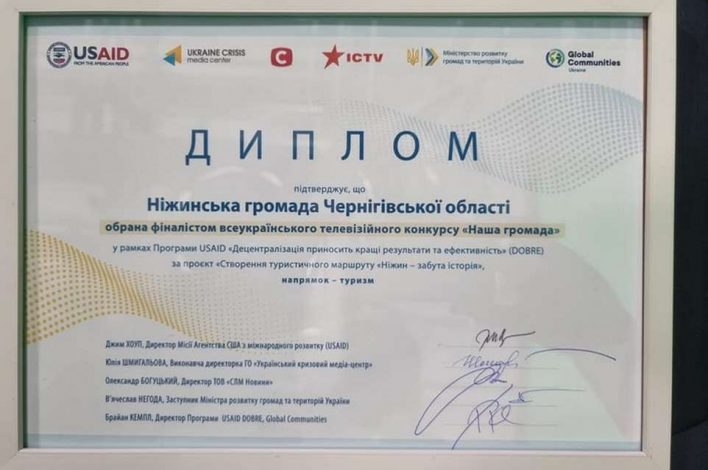 USAID
FROM THE AMERICAN PEOPLE
UKRAINE CRISIS
media center
C
ICTV
Міністерство розвитку
громад та територій України
Global
Communities
Ukraine
ДИПЛОМ
підтверджує, що
Ніжинська громада Чернігівської області
обрана фіналістом всеукраїнського телевізійного конкурсу «Наша громада»
у рамках Програми USAID «Децентралізація приносить кращі результати та ефективність» (DOBRE)
за проєкт «Створення туристичного маршруту «Ніжин – забута історія»,
напрямок – туризм
Джим ХОУП, Директор Місії Агентства США з міжнародного розвитку (USAID)
Юлія ШМИГАЛЬОВА, Виконавча директорка ГО «Український кризовий медіа-центр»
Олександр БОГУЦЬКИЙ, Директор ТОВ «СЛМ Новини»
В'ячеслав НЕГОДА, Заступник Міністра розвитку громад та територій України
Брайан КЕМПЛ, Директор Програми USAID DOBRE, Global Communities